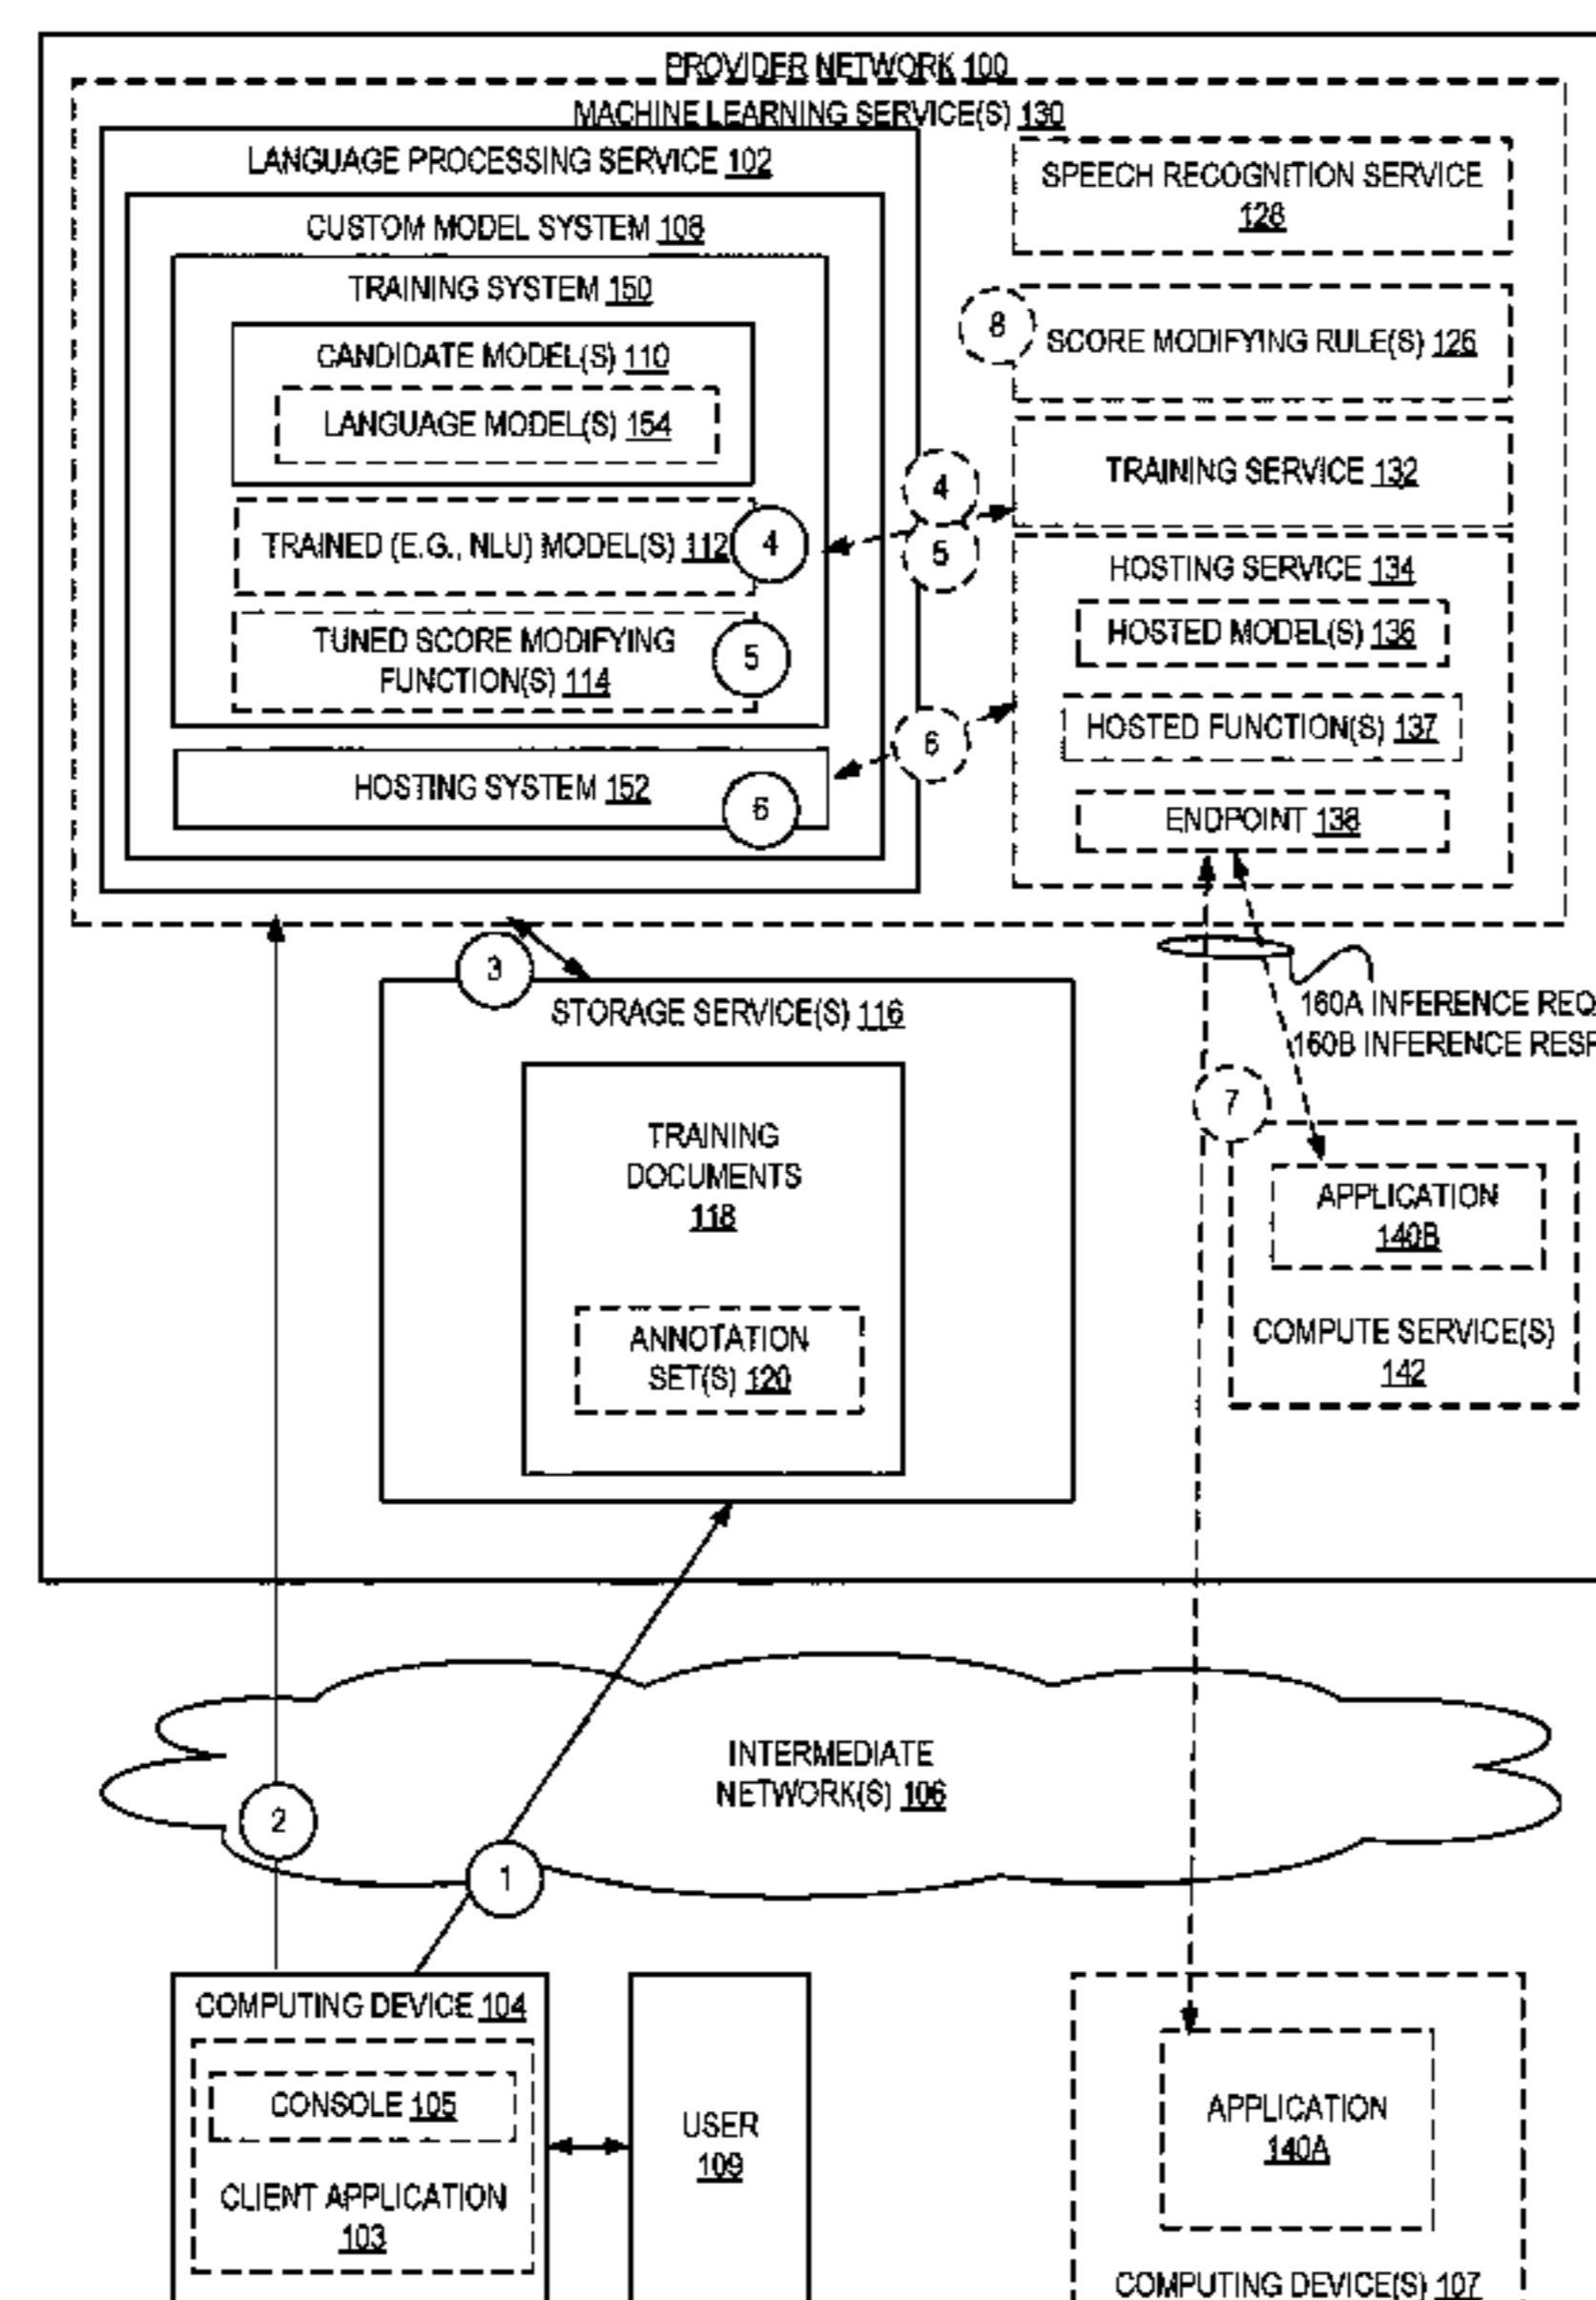 PROVIDER NETWORK 100
MACHINE LEARNING SERVICE(S) 130
LANGUAGE PROCESSING SERVICE 102
CUSTOM MODEL SYSTEM 108
TRAINING SYSTEM 150
CANDIDATE MODEL(S) 110
LANGUAGE MODEL(S) 154
TRAINED (E.G., NLU) MODEL(S) 112
4
TUNED SCORE MODIFYING
FUNCTION(S) 114
5
HOSTING SYSTEM 152
6
4
5
6
SPEECH RECOGNITION SERVICE
128
8
SCORE MODIFYING RULE(S) 126
TRAINING SERVICE 132
HOSTING SERVICE 134
HOSTED MODEL(S) 136
HOSTED FUNCTION(S) 137
ENDPOINT 138
3
STORAGE SERVICE(S) 116
TRAINING
DOCUMENTS
118
ANNOTATION
SET(S) 120
160A INFERENCE REQ
160B INFERENCE RESP
7
APPLICATION
140B
COMPUTE SERVICE(S)
142
INTERMEDIATE
NETWORK(S) 106
2
1
COMPUTING DEVICE 104
CONSOLE 105
CLIENT APPLICATION
103
USER
109
APPLICATION
140A
COMPUTING DEVICE(S) 107